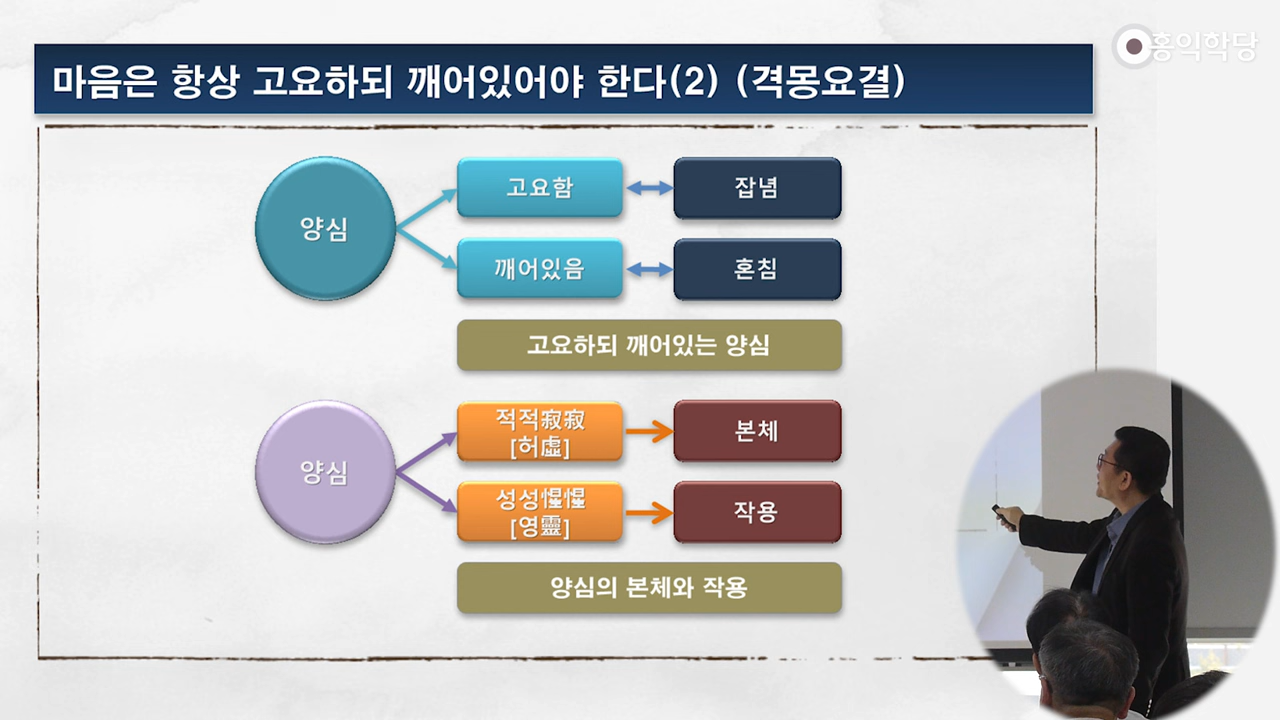 홍익학당
마음은 항상 고요하되 깨어있어야 한다(2) (격몽요결)
양심
고요함
잡념
깨어있음
혼침
고요하되 깨어있는 양심
양심
적적寂寂
[허虛]
본체
성성惺惺
[영靈]
작용
양심의 본체와 작용